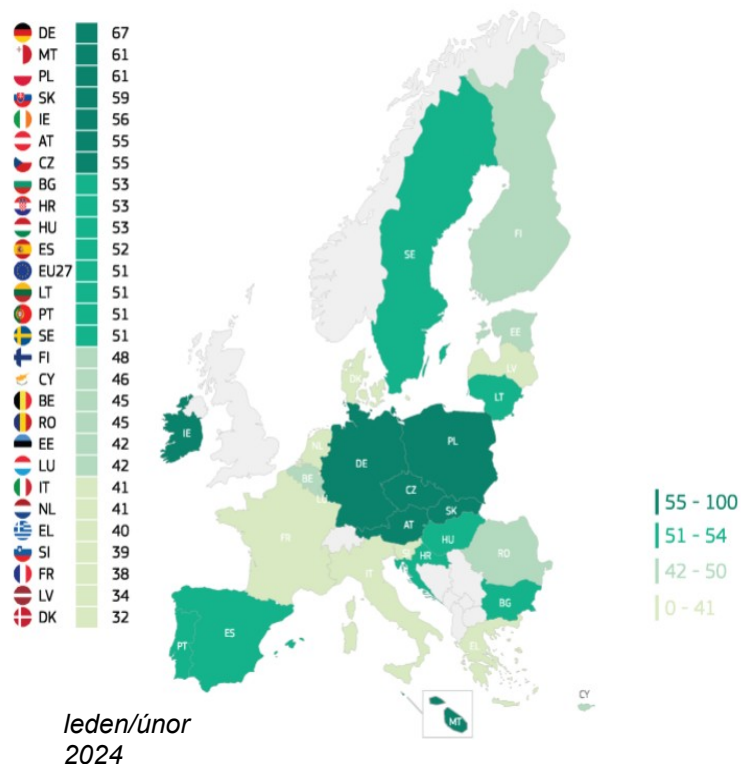 DE 67
MT 61
PL 61
SK 59
IE 56
AT 55
CZ 55
BG 53
HR 53
HU 53
ES 52
EU27 51
LT 51
PT 51
SE 51
FI 48
CY 46
BE 45
RO 45
EE 42
LU 42
IT 41
NL 41
EL 40
SI 39
FR 38
LV 34
DK 32
SE
FI
EE
LV
LT
DK
IE
NL
DE
PL
BE
CZ
SK
AT
HU
FR
SI
HR
RO
IT
BG
PT
ES
EL
CY
MT
55 - 100
51 - 54
42 - 50
0 - 41
leden/únor
2024